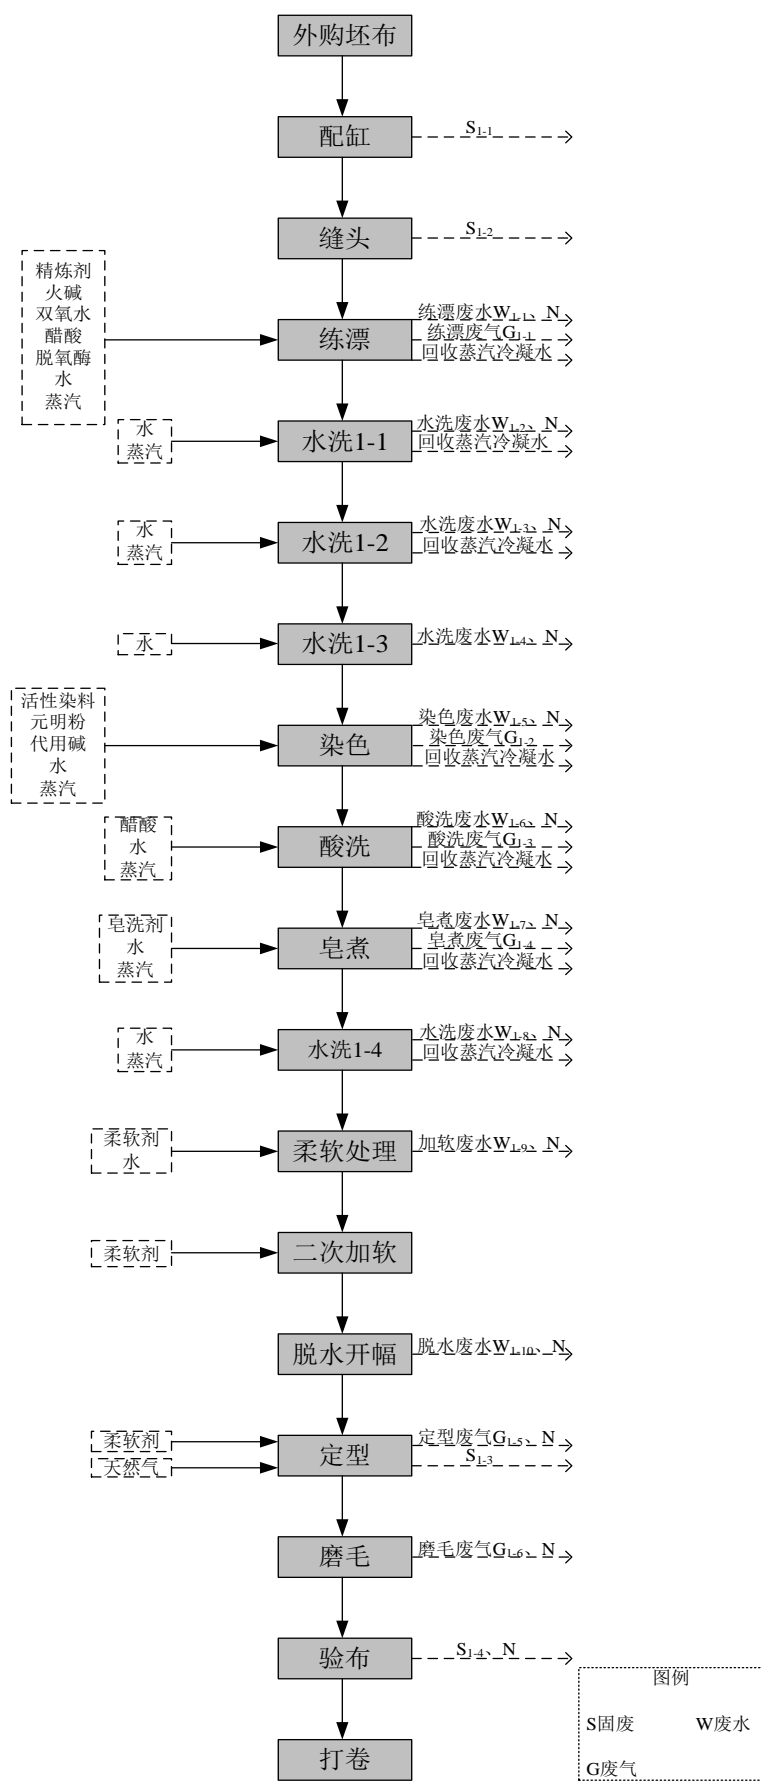 外购坯布
配缸
S1-1
缝头
S1-2
精炼剂
火碱
双氧水
醋酸
脱氧酶
水
蒸汽
练漂
练漂废水W1-1、N
练漂废气G1-1
回收蒸汽冷凝水
水
蒸汽
水洗1-1
水洗废水W1-2、N
回收蒸汽冷凝水
水
蒸汽
水洗1-2
水洗废水W1-3、N
回收蒸汽冷凝水
水
水洗1-3
水洗废水W1-4、N
活性染料
元明粉
代用碱
水
蒸汽
染色
染色废水W1-5、N
染色废气G1-2
回收蒸汽冷凝水
醋酸
水
蒸汽
酸洗
酸洗废水W1-6、N
酸洗废气G1-3
回收蒸汽冷凝水
皂洗剂
水
蒸汽
皂煮
皂煮废水W1-7、N
皂煮废气G1-4
回收蒸汽冷凝水
水
蒸汽
水洗1-4
水洗废水W1-8、N
回收蒸汽冷凝水
柔软剂
水
柔软处理
加软废水W1-9、N
柔软剂
二次加软
脱水开幅
脱水废水W1-10、N
柔软剂
天然气
定型
定型废气G1-5、N
S1-3
磨毛
磨毛废气G1-6、N
验布
S1-4、N
打卷
图例
S固废 W废水
G废气